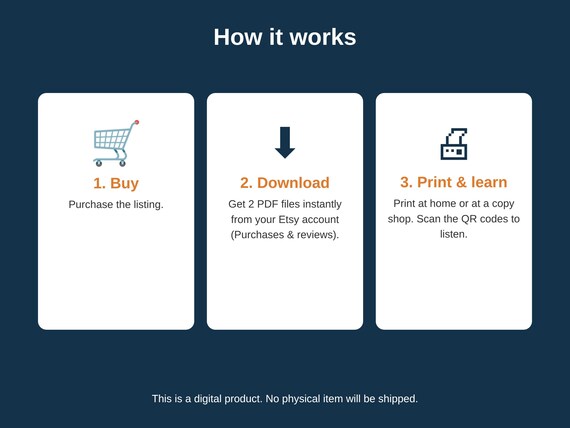 How it works
1. Buy
Purchase the listing.
2. Download
Get 2 PDF files instantly
from your Etsy account
(Purchases & reviews).
3. Print & learn
Print at home or at a copy
shop. Scan the QR codes to
listen.
This is a digital product. No physical item will be shipped.